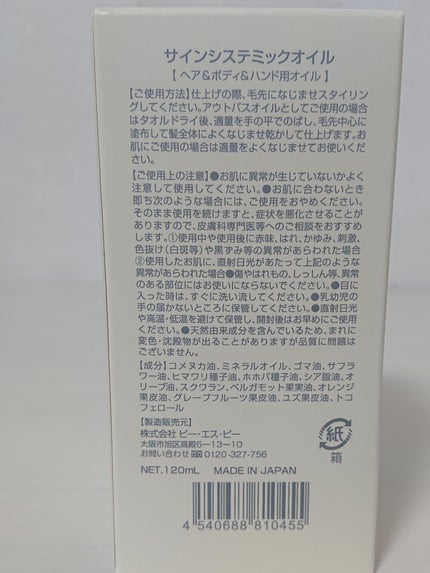 サインシステミックオイル
【ヘア&ボディ&ハンド用オイル】
【ご使用方法】仕上げの際、毛先になじませスタイリン
グしてください。アウトバスオイルとしてご使用の場合
はタオルドライ後、適量を手の平でのばし、毛先中心に
塗布して髪全体によくなじませ乾かして仕上げます。お
肌にご使用の場合は適量をよくなじませてお使いくださ
い。
【ご使用上の注意】●お肌に異常が生じていないかよく
注意して使用してください。●お肌に合わないとき
即ち次のような場合には、ご使用をおやめください。
そのまま使用を続けますと、症状を悪化させることが
ありますので、皮膚科専門医等へのご相談をおすすめ
します。①使用中や使用後に赤味、はれ、かゆみ、刺激、
色抜け(白斑等)や黒ずみ等の異常があらわれた場合
②使用したお肌に、直射日光があたって上記のような
異常があらわれた場合●傷やはれもの、しっしん等、異常
のある部位にはお使いにならないでください。●目に
入った時は、すぐに洗い流してください。●乳幼児の
手の届かないところに保管してください。●直射日光
や高温・低温を避けて保管し、開封後はお早めにご使用
ください。●天然由来成分を含んでいるため、まれに
変色・沈殿物が出ることがありますが品質に問題は
ございません。
【成分】コメヌカ油、ミネラルオイル、ゴマ油、サフラ
ワー油、ヒマワリ種子油、ホホバ種子油、シア脂油、オ
リーブ油、スクワラン、ベルガモット果実油、オレンジ
果皮油、グレープフルーツ果皮油、ユズ果皮油、トコ
フェロール
【製造販売元】
株式会社 ビー・エス・ピー
大阪市旭区高殿5-13-10
お問い合わせ 0120-327-756
紙
箱
NET.120mL MADE IN JAPAN
4 540688 810455